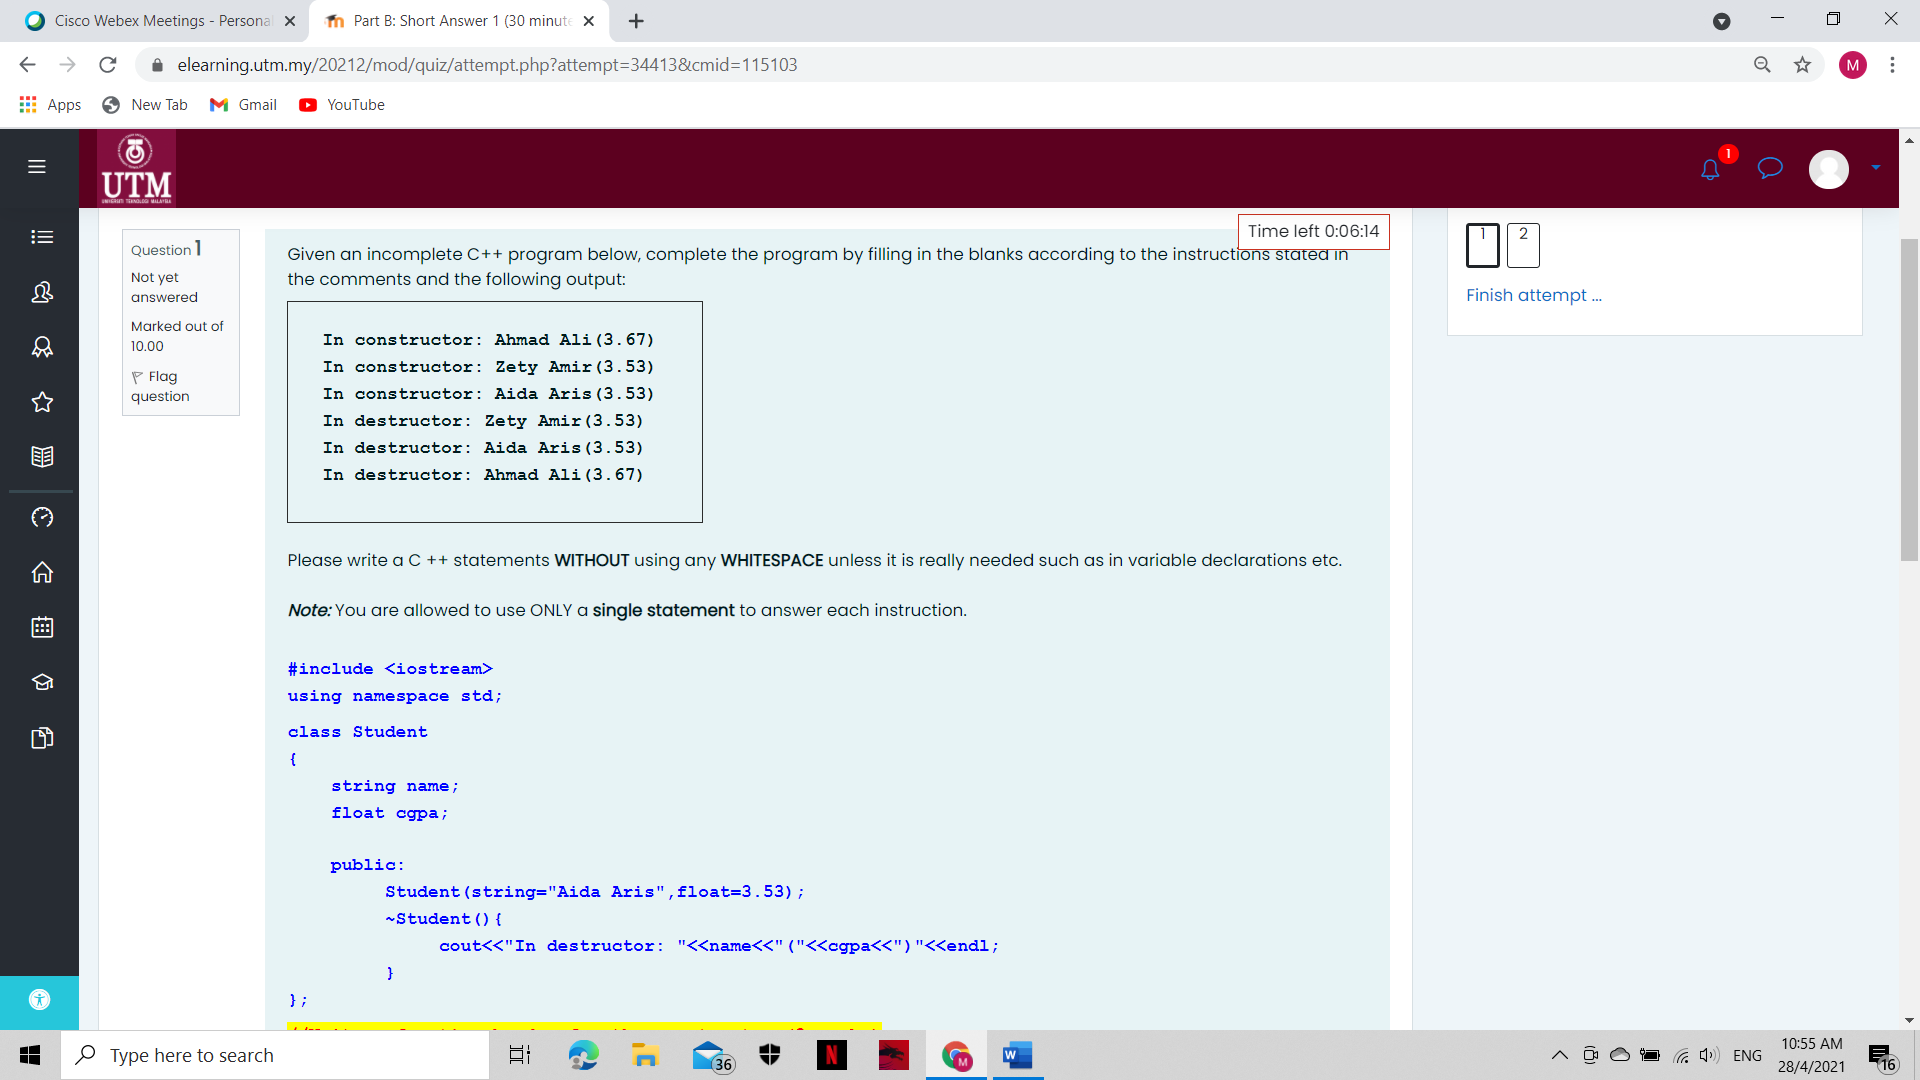 Cisco Webex Meetings - Persona
Part B: Short Answer 1 (30 minute
elearning.utm.my/20212/mod/quiz/attempt.php?attempt=34413&cmid=115103
M
Apps
New Tab
Gmail
YouTube
UTM
UNIVERSITI TEKNOLOGI MALAYSIA
1
Question 1
Not yet
answered
Marked out of
10.00
Flag
question
Time left 0:06:14
Given an incomplete C++ program below, complete the program by filling in the blanks according to the instructions stated in
the comments and the following output:
In constructor: Ahmad Ali(3.67)
In constructor: Zety Amir(3.53)
In constructor: Aida Aris(3.53)
In destructor: Zety Amir(3.53)
In destructor: Aida Aris(3.53)
In destructor: Ahmad Ali(3.67)
Please write a C ++ statements WITHOUT using any WHITESPACE unless it is really needed such as in variable declarations etc.
Note: You are allowed to use ONLY a single statement to answer each instruction.
#include <iostream>
using namespace std;
class Student
{
string name;
float cgpa;
public:
Student(string="Aida Aris",float=3.53);
~Student(){
cout<<"In destructor: "<<name<<"("<<cgpa<<")"<<endl;
}
};
1
2
Finish attempt ...
Type here to search
36
N
M
W
ENG
10:55 AM
28/4/2021
16